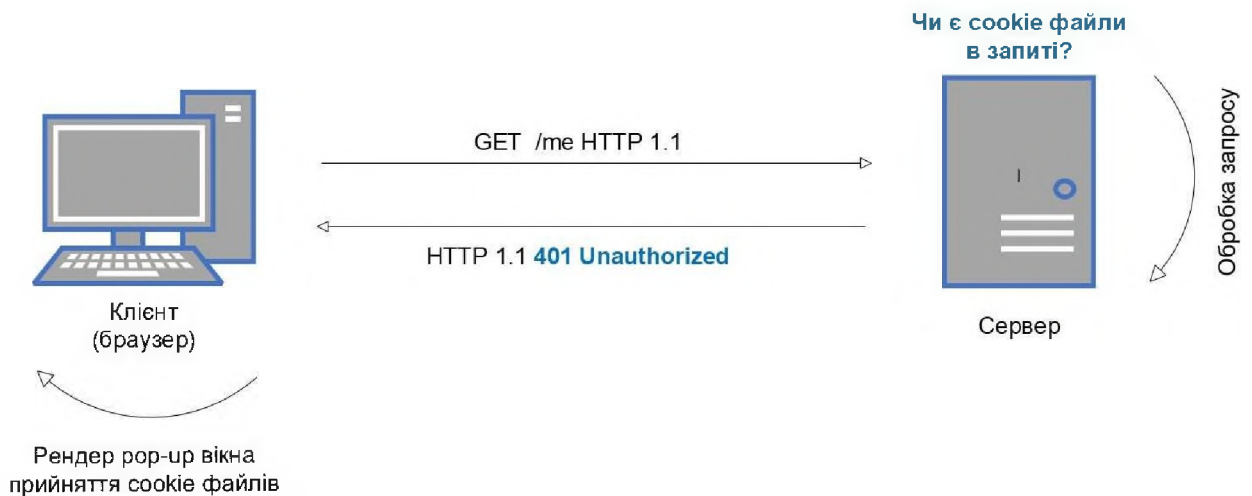 Чи є cookie файли
в запиті?
GET /me HTTP 1.1
HTTP 1.1 401 Unauthorized
Обробка запросу
Клієнт
(браузер)
Сервер
Рендер pop-up вікна
прийняття cookie файлів